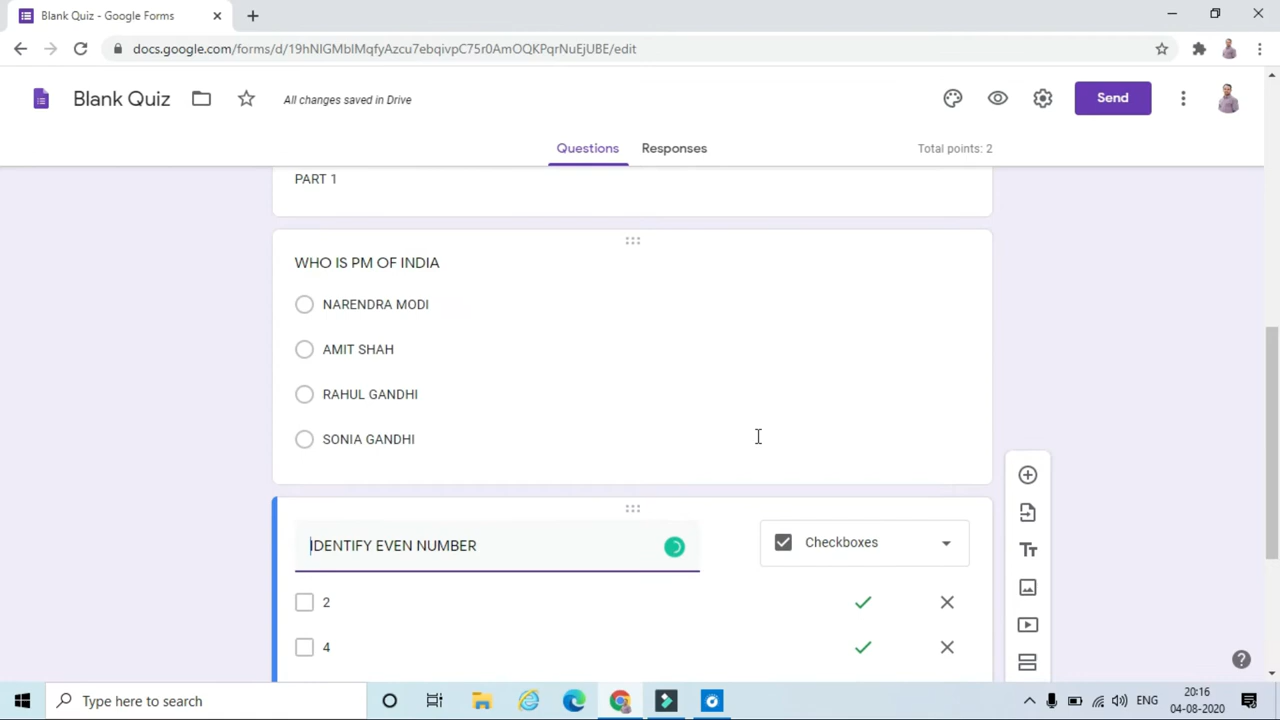 Blank Quiz - Google Forms
docs.google.com/forms/d/19hNIGMblMqfyAzcu7ebqivpC75r0AmOQKPqrNuEjUBE/edit
Blank Quiz
All changes saved in Drive
Send
Questions
Responses
Total points: 2
PART 1
WHO IS PM OF INDIA
NARENDRA MODI
AMIT SHAH
RAHUL GANDHI
SONIA GANDHI
IDENTIFY EVEN NUMBER
Checkboxes
2
4
Type here to search
ENG
20:16
04-08-2020